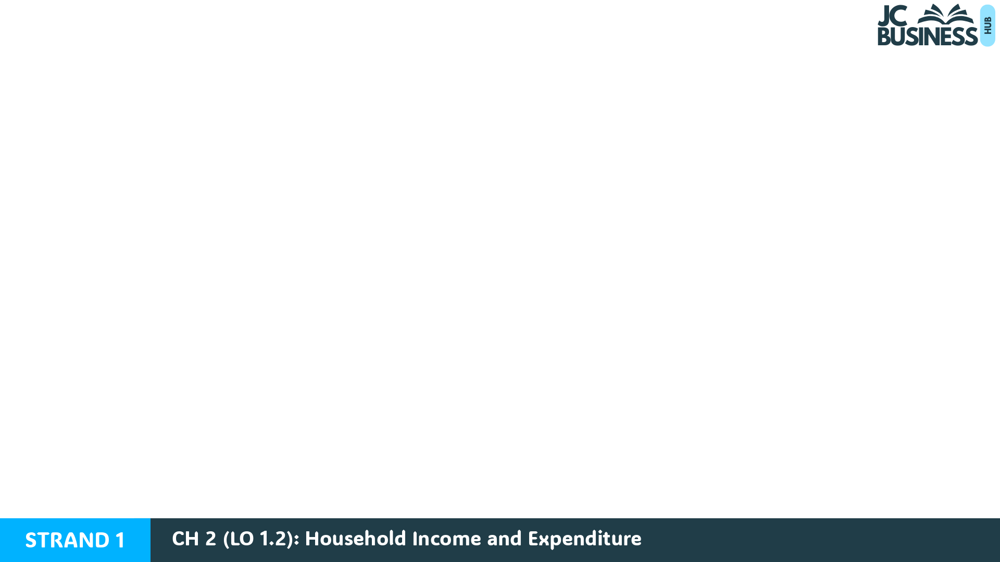 JC
BUSINESS
HUB
STRAND 1
CH 2 (LO 1.2): Household Income and Expenditure